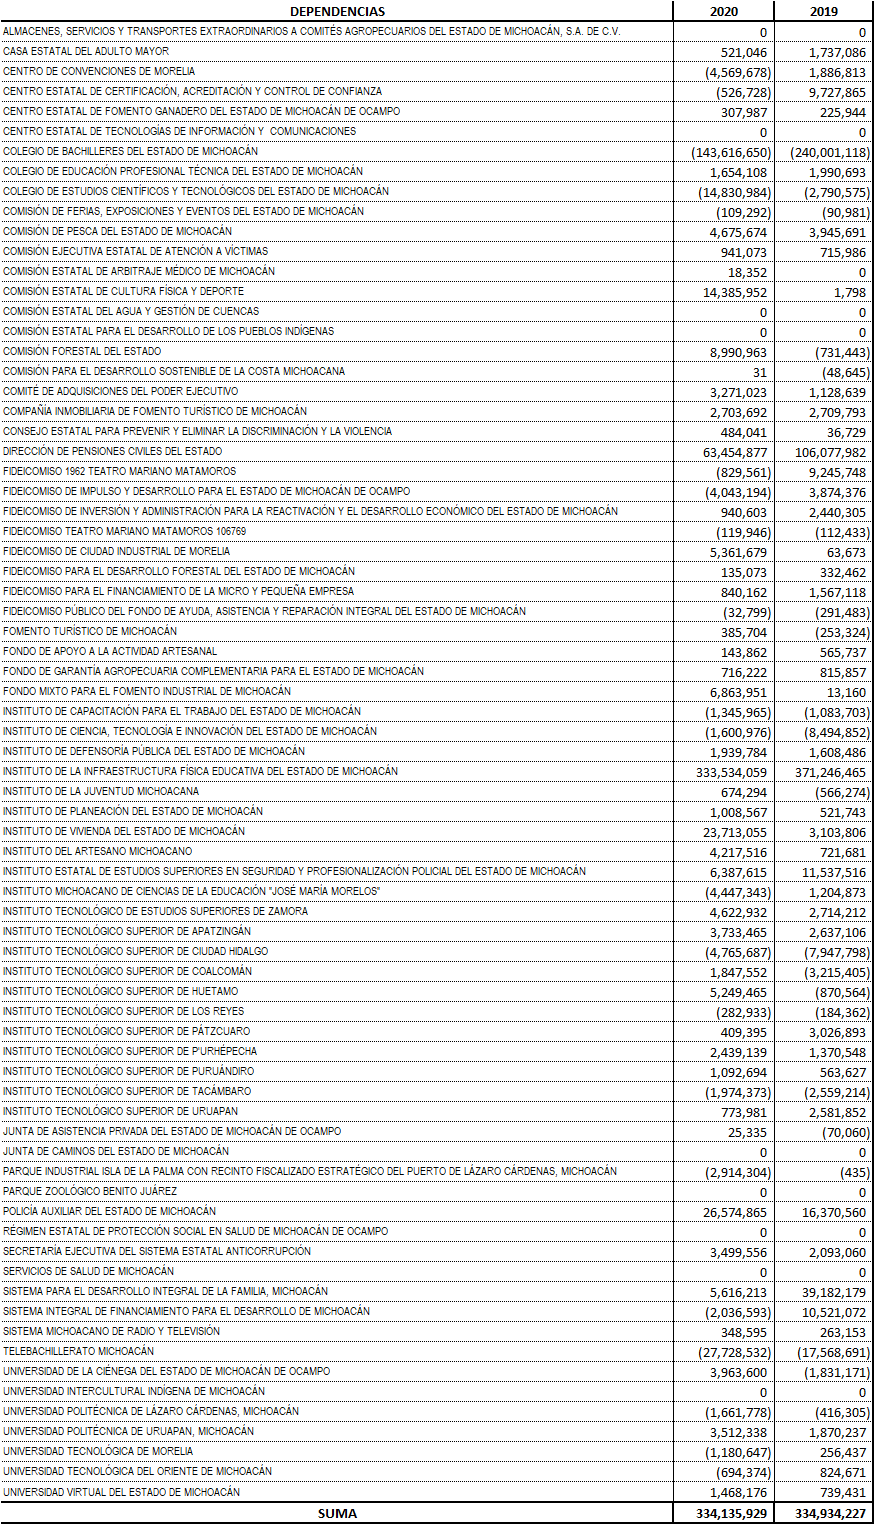 DEPENDENCIAS 2020 2019
ALMACENES, SERVICIOS Y TRANSPORTES EXTRAORDINARIOS A COMITÉS AGROPECUARIOS DEL ESTADO DE MICHOACÁN, S.A. DE C.V. 0 0
CASA ESTATAL DEL ADULTO MAYOR 521,046 1,737,086
CENTRO DE CONVENCIONES DE MORELIA (4,569,678) 1,886,813
CENTRO ESTATAL DE CERTIFICACIÓN, ACREDITACIÓN Y CONTROL DE CONFIANZA (526,728) 9,727,865
CENTRO ESTATAL DE FOMENTO GANADERO DEL ESTADO DE MICHOACÁN DE OCAMPO 307,987 225,944
CENTRO ESTATAL DE TECNOLOGÍAS DE INFORMACIÓN Y COMUNICACIONES 0 0
COLEGIO DE BACHILLERES DEL ESTADO DE MICHOACÁN (143,616,650) (240,001,118)
COLEGIO DE EDUCACIÓN PROFESIONAL TÉCNICA DEL ESTADO DE MICHOACÁN 1,654,108 1,990,693
COLEGIO DE ESTUDIOS CIENTÍFICOS Y TECNOLÓGICOS DEL ESTADO DE MICHOACÁN (14,830,984) (2,790,575)
COMISIÓN DE FERIAS, EXPOSICIONES Y EVENTOS DEL ESTADO DE MICHOACÁN (109,292) (90,981)
COMISIÓN DE PESCA DEL ESTADO DE MICHOACÁN 4,675,674 3,945,691
COMISIÓN EJECUTIVA ESTATAL DE ATENCIÓN A VÍCTIMAS 941,073 715,986
COMISIÓN ESTATAL DE ARBITRAJE MÉDICO DE MICHOACÁN 18,352 0
COMISIÓN ESTATAL DE CULTURA FÍSICA Y DEPORTE 14,385,952 1,798
COMISIÓN ESTATAL DEL AGUA Y GESTIÓN DE CUENCAS 0 0
COMISIÓN ESTATAL PARA EL DESARROLLO DE LOS PUEBLOS INDÍGENAS 0 0
COMISIÓN FORESTAL DEL ESTADO 8,990,963 (731,443)
COMISIÓN PARA EL DESARROLLO SOSTENIBLE DE LA COSTA MICHOACANA 31 (48,645)
COMITÉ DE ADQUISICIONES DEL PODER EJECUTIVO 3,271,023 1,128,639
COMPAÑÍA INMOBILIARIA DE FOMENTO TURÍSTICO DE MICHOACÁN 2,703,692 2,709,793
CONSEJO ESTATAL PARA PREVENIR Y ELIMINAR LA DISCRIMINACIÓN Y LA VIOLENCIA 484,041 36,729
DIRECCIÓN DE PENSIONES CIVILES DEL ESTADO 63,454,877 106,077,982
FIDEICOMISO 1962 TEATRO MARIANO MATAMOROS (829,561) 9,245,748
FIDEICOMISO DE IMPULSO Y DESARROLLO PARA EL ESTADO DE MICHOACÁN DE OCAMPO (4,043,194) 3,874,376
FIDEICOMISO DE INVERSIÓN Y ADMINISTRACIÓN PARA LA REACTIVACIÓN Y EL DESARROLLO ECONÓMICO DEL ESTADO DE MICHOACÁN 940,603 2,440,305
FIDEICOMISO TEATRO MARIANO MATAMOROS 106769 (119,946) (112,433)
FIDEICOMISO DE CIUDAD INDUSTRIAL DE MORELIA 5,361,679 63,673
FIDEICOMISO PARA EL DESARROLLO FORESTAL DEL ESTADO DE MICHOACÁN 135,073 332,462
FIDEICOMISO PARA EL FINANCIAMIENTO DE LA MICRO Y PEQUEÑA EMPRESA 840,162 1,567,118
FIDEICOMISO PÚBLICO DEL FONDO DE AYUDA, ASISTENCIA Y REPARACIÓN INTEGRAL DEL ESTADO DE MICHOACÁN (32,799) (291,483)
FOMENTO TURÍSTICO DE MICHOACÁN 385,704 (253,324)
FONDO DE APOYO A LA ACTIVIDAD ARTESANAL 143,862 565,737
FONDO DE GARANTÍA AGROPECUARIA COMPLEMENTARIA PARA EL ESTADO DE MICHOACÁN 716,222 815,857
FONDO MIXTO PARA EL FOMENTO INDUSTRIAL DE MICHOACÁN 6,863,951 13,160
INSTITUTO DE CAPACITACIÓN PARA EL TRABAJO DEL ESTADO DE MICHOACÁN (1,345,965) (1,083,703)
INSTITUTO DE CIENCIA, TECNOLOGÍA E INNOVACIÓN DEL ESTADO DE MICHOACÁN (1,600,976) (8,494,852)
INSTITUTO DE DEFENSORÍA PÚBLICA DEL ESTADO DE MICHOACÁN 1,939,784 1,608,486
INSTITUTO DE LA INFRAESTRUCTURA FÍSICA EDUCATIVA DEL ESTADO DE MICHOACÁN 333,534,059 371,246,465
INSTITUTO DE LA JUVENTUD MICHOACANA 674,294 (566,274)
INSTITUTO DE PLANEACIÓN DEL ESTADO DE MICHOACÁN 1,008,567 521,743
INSTITUTO DE VIVIENDA DEL ESTADO DE MICHOACÁN 23,713,055 3,103,806
INSTITUTO DEL ARTESANO MICHOACANO 4,217,516 721,681
INSTITUTO ESTATAL DE ESTUDIOS SUPERIORES EN SEGURIDAD Y PROFESIONALIZACIÓN POLICIAL DEL ESTADO DE MICHOACÁN 6,387,615 11,537,516
INSTITUTO MICHOACANO DE CIENCIAS DE LA EDUCACIÓN "JOSÉ MARÍA MORELOS" (4,447,343) 1,204,873
INSTITUTO TECNOLÓGICO DE ESTUDIOS SUPERIORES DE ZAMORA 4,622,932 2,714,212
INSTITUTO TECNOLÓGICO SUPERIOR DE APATZINGÁN 3,733,465 2,637,106
INSTITUTO TECNOLÓGICO SUPERIOR DE CIUDAD HIDALGO (4,765,687) (7,947,798)
INSTITUTO TECNOLÓGICO SUPERIOR DE COALCOMÁN 1,847,552 (3,215,405)
INSTITUTO TECNOLÓGICO SUPERIOR DE HUETAMO 5,249,465 (870,564)
INSTITUTO TECNOLÓGICO SUPERIOR DE LOS REYES (282,933) (184,362)
INSTITUTO TECNOLÓGICO SUPERIOR DE PÁTZCUARO 409,395 3,026,893
INSTITUTO TECNOLÓGICO SUPERIOR DE P'URHÉPECHA 2,439,139 1,370,548
INSTITUTO TECNOLÓGICO SUPERIOR DE PURUÁNDIRO 1,092,694 563,627
INSTITUTO TECNOLÓGICO SUPERIOR DE TACÁMBARO (1,974,373) (2,559,214)
INSTITUTO TECNOLÓGICO SUPERIOR DE URUAPAN 773,981 2,581,852
JUNTA DE ASISTENCIA PRIVADA DEL ESTADO DE MICHOACÁN DE OCAMPO 25,335 (70,060)
JUNTA DE CAMINOS DEL ESTADO DE MICHOACÁN 0 0
PARQUE INDUSTRIAL ISLA DE LA PALMA CON RECINTO FISCALIZADO ESTRATÉGICO DEL PUERTO DE LÁZARO CÁRDENAS, MICHOACÁN (2,914,304) (435)
PARQUE ZOOLÓGICO BENITO JUÁREZ 0 0
POLICÍA AUXILIAR DEL ESTADO DE MICHOACÁN 26,574,865 16,370,560
RÉGIMEN ESTATAL DE PROTECCIÓN SOCIAL EN SALUD DE MICHOACÁN DE OCAMPO 0 0
SECRETARÍA EJECUTIVA DEL SISTEMA ESTATAL ANTICORRUPCIÓN 3,499,556 2,093,060
SERVICIOS DE SALUD DE MICHOACÁN 0 0
SISTEMA PARA EL DESARROLLO INTEGRAL DE LA FAMILIA, MICHOACÁN 5,616,213 39,182,179
SISTEMA INTEGRAL DE FINANCIAMIENTO PARA EL DESARROLLO DE MICHOACÁN (2,036,593) 10,521,072
SISTEMA MICHOACANO DE RADIO Y TELEVISIÓN 348,595 263,153
TELEBACHILLERATO MICHOACÁN (27,728,532) (17,568,691)
UNIVERSIDAD DE LA CIÉNEGA DEL ESTADO DE MICHOACÁN DE OCAMPO 3,963,600 (1,831,171)
UNIVERSIDAD INTERCULTURAL INDÍGENA DE MICHOACÁN 0 0
UNIVERSIDAD POLITÉCNICA DE LÁZARO CÁRDENAS, MICHOACÁN (1,661,778) (416,305)
UNIVERSIDAD POLITÉCNICA DE URUAPAN, MICHOACÁN 3,512,338 1,870,237
UNIVERSIDAD TECNOLÓGICA DE MORELIA (1,180,647) 256,437
UNIVERSIDAD TECNOLÓGICA DEL ORIENTE DE MICHOACÁN (694,374) 824,671
UNIVERSIDAD VIRTUAL DEL ESTADO DE MICHOACÁN 1,468,176 739,431
SUMA 334,135,929 334,934,227